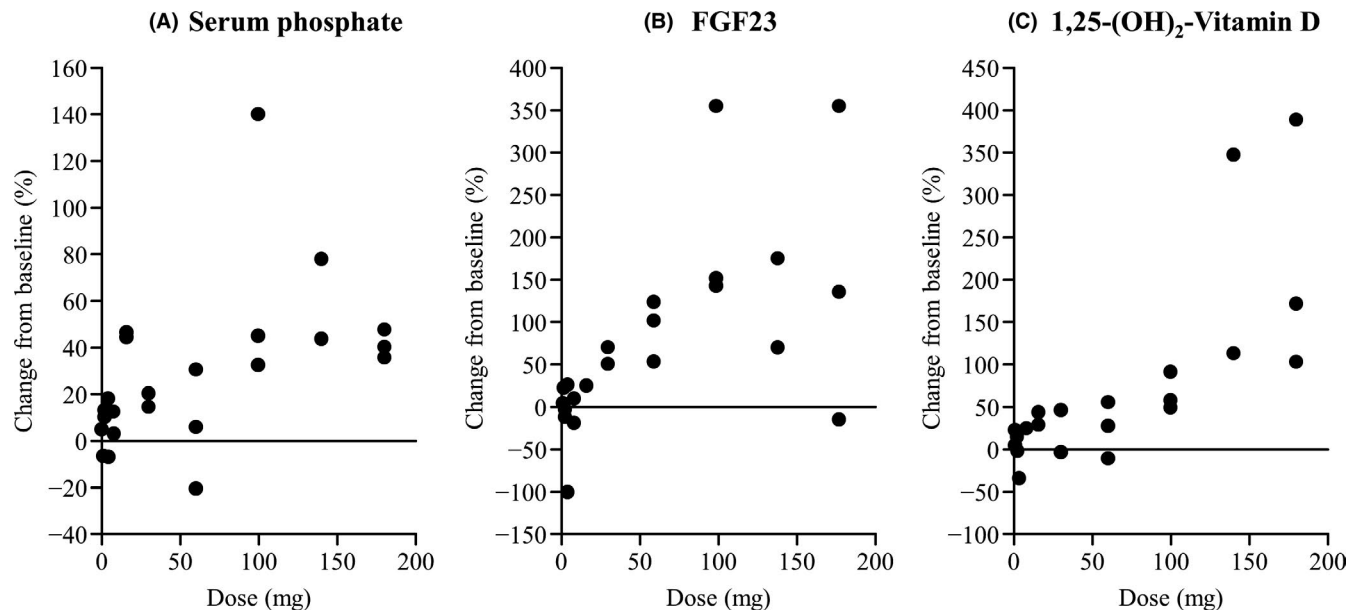 (A) Serum phosphate
160
140
120
100
80
60
40
20
0
−20
−40
Change from baseline (%)
0 50 100 150 200
Dose (mg)
(B) FGF23
400
350
300
250
200
150
100
50
0
−50
−100
−150
Change from baseline (%)
0 50 100 150 200
Dose (mg)
(C) 1,25-(OH)₂-Vitamin D
450
400
350
300
250
200
150
100
50
0
−50
−100
Change from baseline (%)
0 50 100 150 200
Dose (mg)